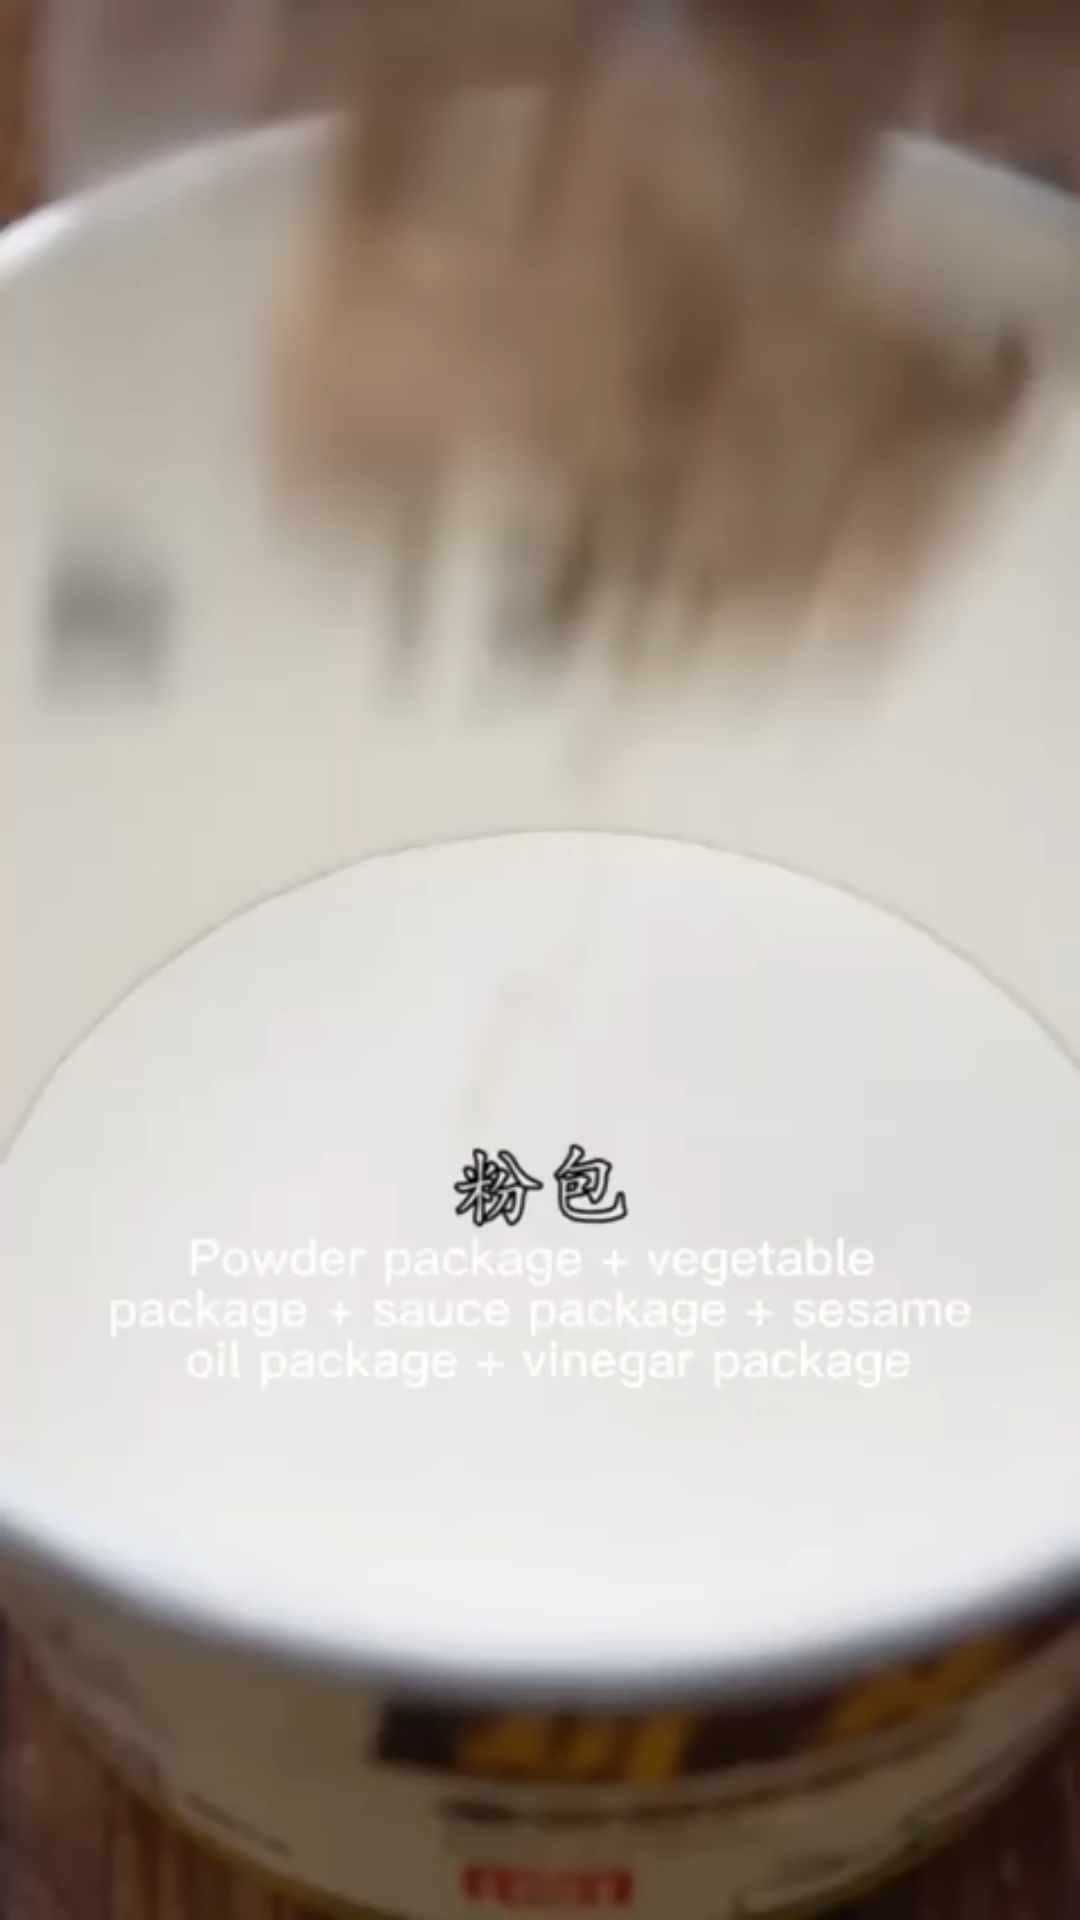 粉包
Powder package + vegetable
package + sauce package + sesame
oil package + vinegar package